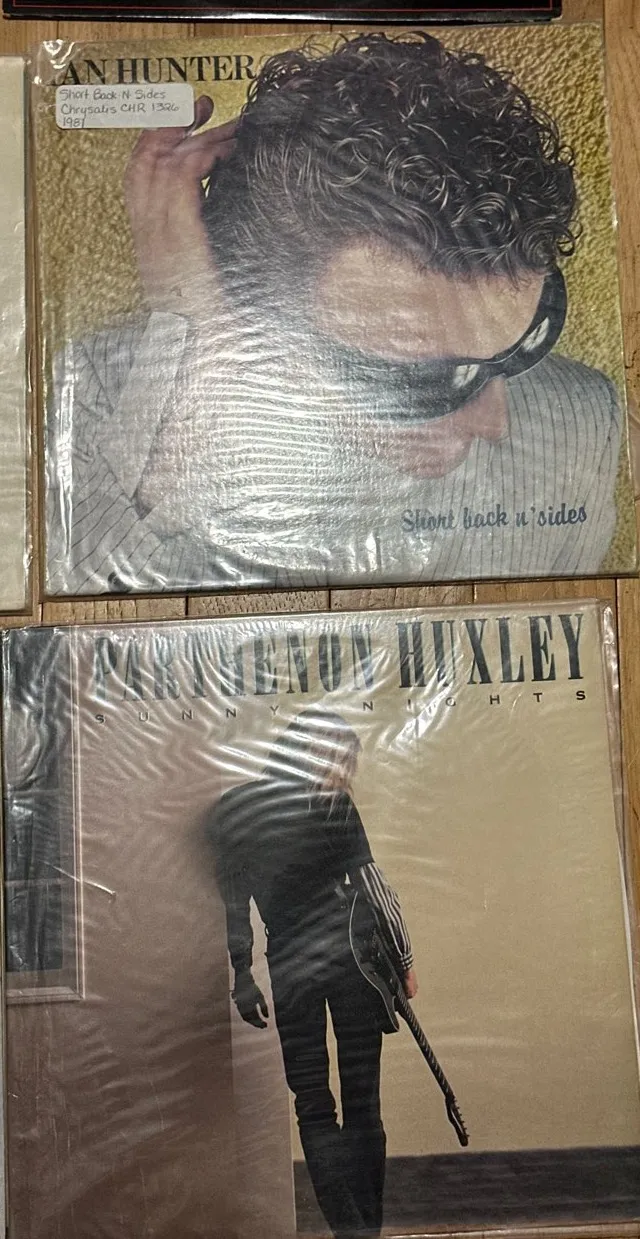 IAN HUNTER
Short Back N Sides
Chrysalis CHR 1326
1981
Short back n' sides
PARTHENON HUXLEY
SUNNY NIGHTS